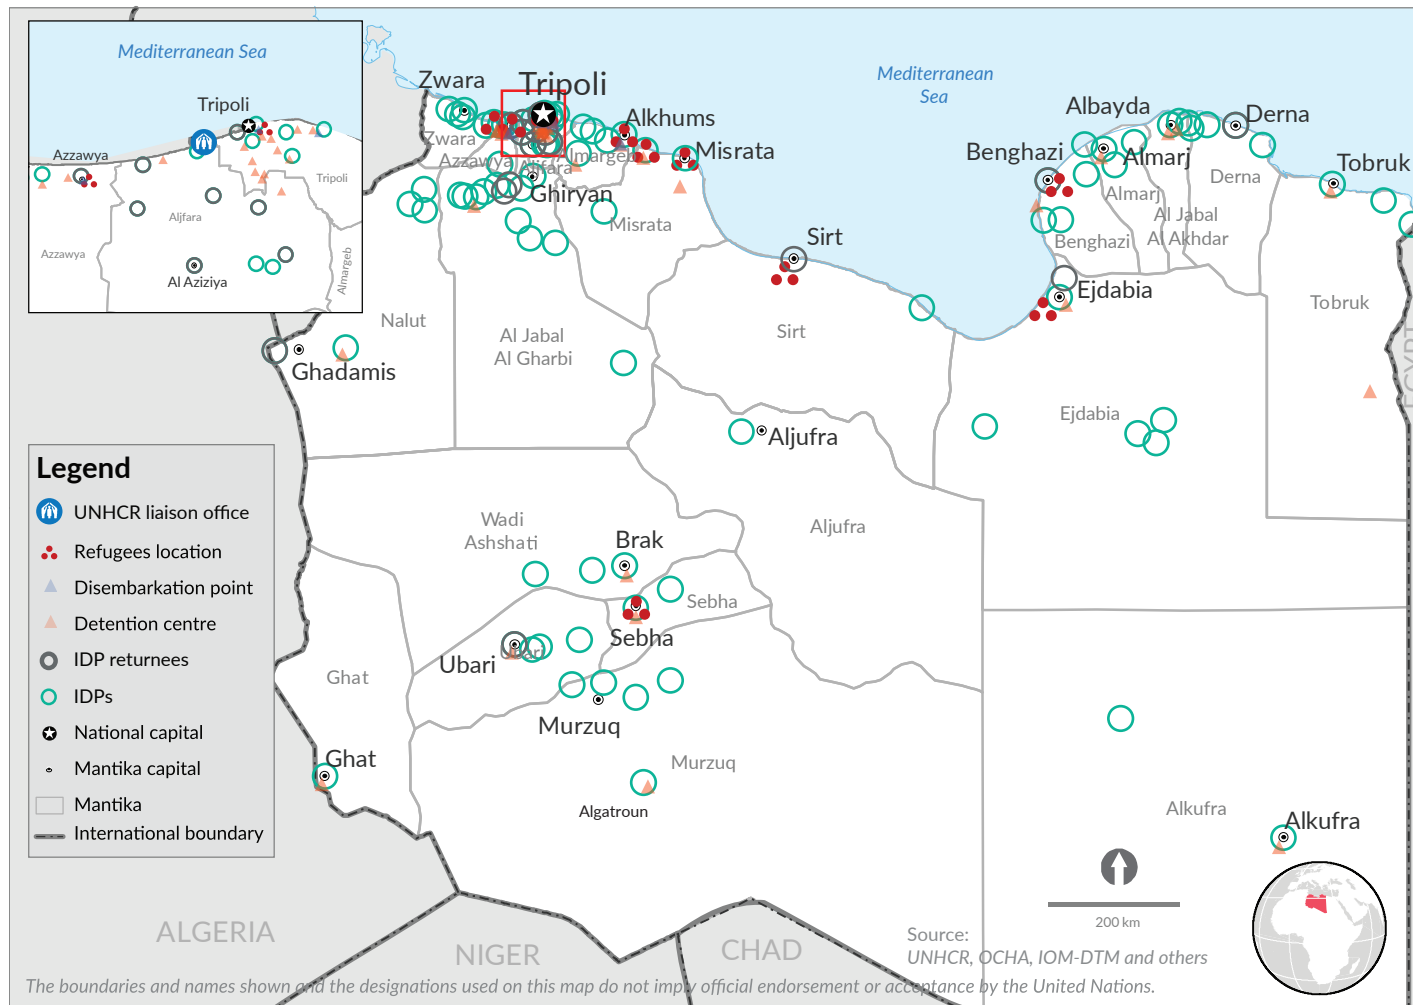 Mediterranean Sea
Tripoli
Azzawya
Tripoli
Aljfara
Azzawya
Almargeb
Al Aziziya
Mediterranean
Sea
Zwara
Tripoli
Alkhums
Misrata
Zwara
Azzawya
Aljfara
Almargeb
Ghiryan
Misrata
Sirt
Albayda
Derna
Benghazi
Almarj
Tobruk
Almarj
Derna
Al Jabal
Al Akhdar
Benghazi
Ejdabia
Tobruk
EGYPT
Nalut
Al Jabal
Al Gharbi
Sirt
Ghadamis
Ejdabia
Aljufra
Aljufra
Wadi
Ashshati
Brak
Sebha
Sebha
Ubari
Ubari
Ghat
Murzuq
Ghat
Murzuq
Algatroun
Alkufra
Alkufra
Legend
UNHCR liaison office
Refugees location
Disembarkation point
Detention centre
IDP returnees
IDPs
National capital
Mantika capital
Mantika
International boundary
200 km
ALGERIA
NIGER
CHAD
Source:
UNHCR, OCHA, IOM-DTM and others
The boundaries and names shown and the designations used on this map do not imply official endorsement or acceptance by the United Nations.